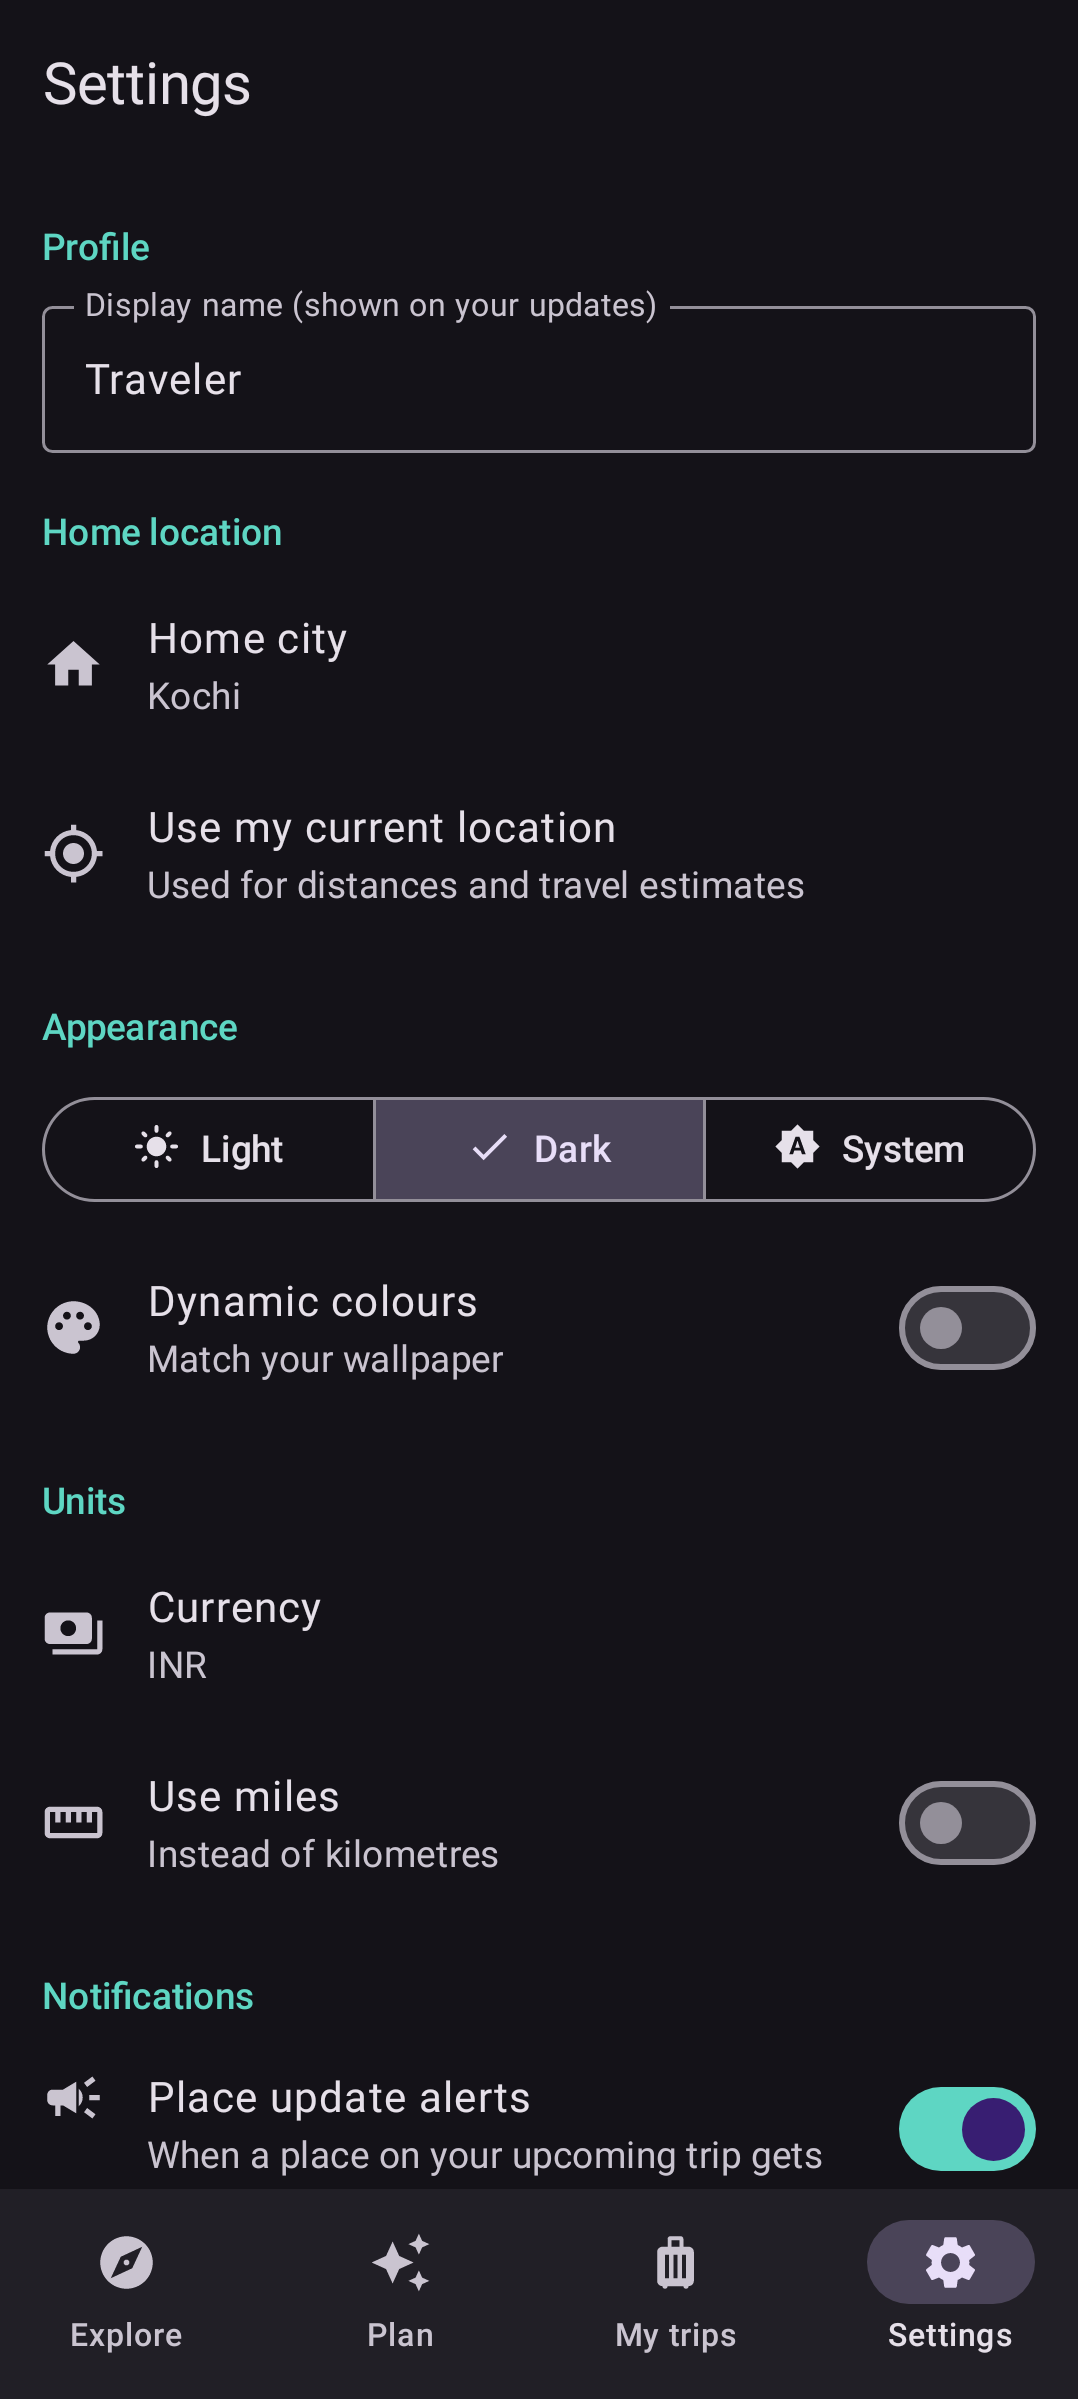 Settings
Profile
Display name (shown on your updates)
Traveler
Home location
Home city
Kochi
Use my current location
Used for distances and travel estimates
Appearance
Light
Dark
System
Dynamic colours
Match your wallpaper
Units
Currency
INR
Use miles
Instead of kilometres
Notifications
Place update alerts
When a place on your upcoming trip gets
Explore
Plan
My trips
Settings